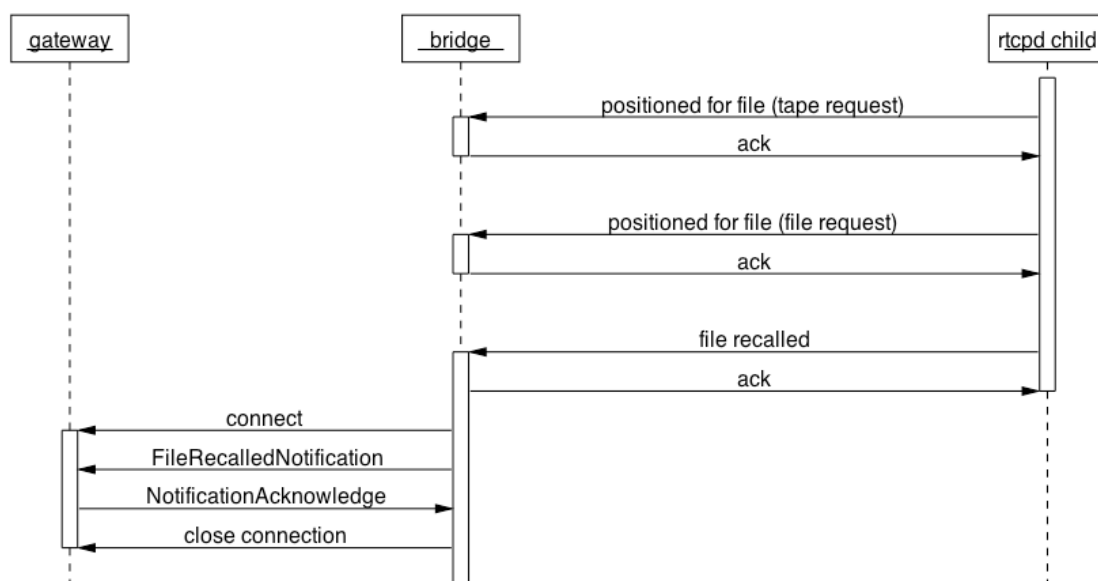 gateway
bridge
rtcpd child
positioned for file (tape request)
ack
positioned for file (file request)
ack
file recalled
ack
connect
FileRecalledNotification
NotificationAcknowledge
close connection